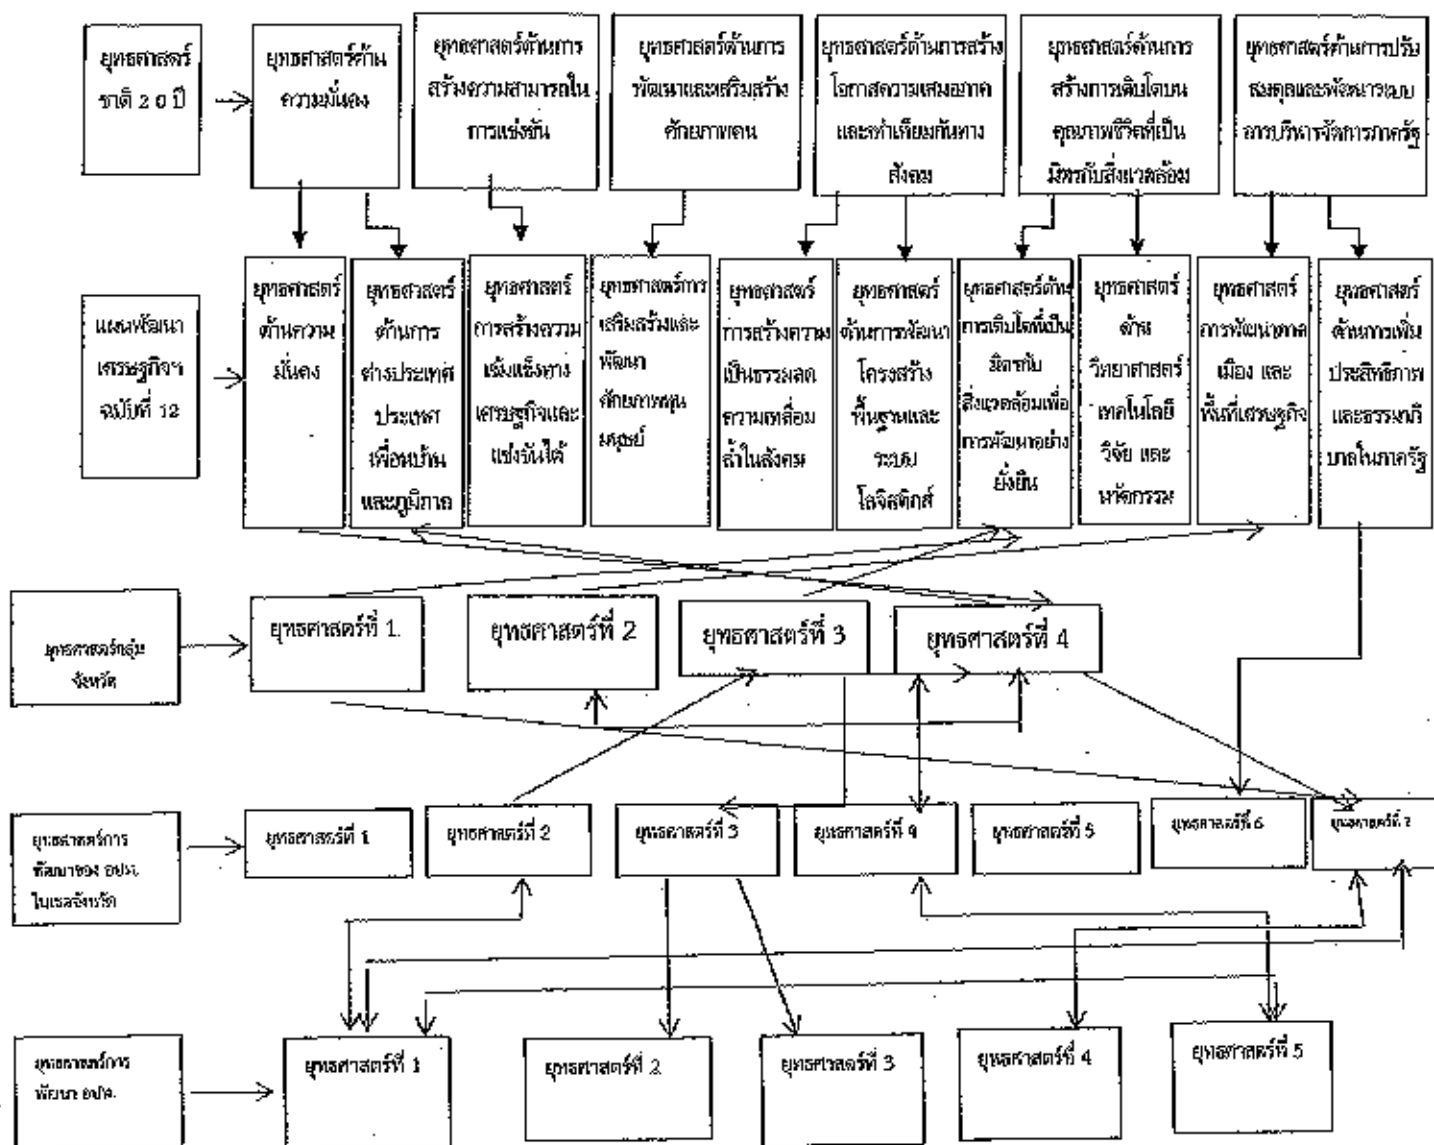 ยุทธศาสตร์
ชาติ 2 0 ปี
ยุทธศาสตร์ด้าน
ความมั่นคง
ยุทธศาสตร์ด้านการ
สร้างความสามารถใน
การแข่งขัน
ยุทธศาสตร์ด้านการ
พัฒนาและเสริมสร้าง
ศักยภาพคน
ยุทธศาสตร์ด้านการสร้าง
โอกาสความเสมอภาค
และเท่าเทียมกันทาง
สังคม
ยุทธศาสตร์ด้านการ
สร้างการเติบโตบน
คุณภาพชีวิตที่เป็น
มิตรกับสิ่งแวดล้อม
ยุทธศาสตร์ด้านการปรับ
สมดุลและพัฒนาระบบ
การบริหารจัดการภาครัฐ
แผนพัฒนา
เศรษฐกิจฯ
ฉบับที่ 12
ยุทธศาสตร์
ด้านความ
มั่นคง
ยุทธศาสตร์
ด้านการ
ต่างประเทศ
ประเทศ
เพื่อนบ้าน
และภูมิภาค
ยุทธศาสตร์
การสร้างความ
เข้มแข็งทาง
เศรษฐกิจและ
แข่งขันได้
ยุทธศาสตร์การ
เสริมสร้างและ
พัฒนา
ศักยภาพทุน
มนุษย์
ยุทธศาสตร์
การสร้างความ
เป็นธรรมลด
ความเหลื่อม
ล้ำในสังคม
ยุทธศาสตร์
ด้านการพัฒนา
โครงสร้าง
พื้นฐานและ
ระบบ
โลจิสติกส์
ยุทธศาสตร์ด้าน
การเติบโตที่เป็น
มิตรกับ
สิ่งแวดล้อมเพื่อ
การพัฒนาอย่าง
ยั่งยืน
ยุทธศาสตร์
ด้าน
วิทยาศาสตร์
เทคโนโลยี
วิจัย และ
นวัตกรรม
ยุทธศาสตร์
การพัฒนาภาค
เมือง และ
พื้นที่เศรษฐกิจ
ยุทธศาสตร์
ด้านการเพิ่ม
ประสิทธิภาพ
และธรรมาภิ
บาลในภาครัฐ
ยุทธศาสตร์กลุ่ม
จังหวัด
ยุทธศาสตร์ที่ 1.
ยุทธศาสตร์ที่ 2
ยุทธศาสตร์ที่ 3
ยุทธศาสตร์ที่ 4
ยุทธศาสตร์การ
พัฒนาของ อปท.
ในเขตจังหวัด
ยุทธศาสตร์ที่ 1
ยุทธศาสตร์ที่ 2
ยุทธศาสตร์ที่ 3
ยุทธศาสตร์ที่ 4
ยุทธศาสตร์ที่ 5
ยุทธศาสตร์ที่ 6
ยุทธศาสตร์ที่ 7
ยุทธศาสตร์การ
พัฒนา อปท.
ยุทธศาสตร์ที่ 1
ยุทธศาสตร์ที่ 2
ยุทธศาสตร์ที่ 3
ยุทธศาสตร์ที่ 4
ยุทธศาสตร์ที่ 5